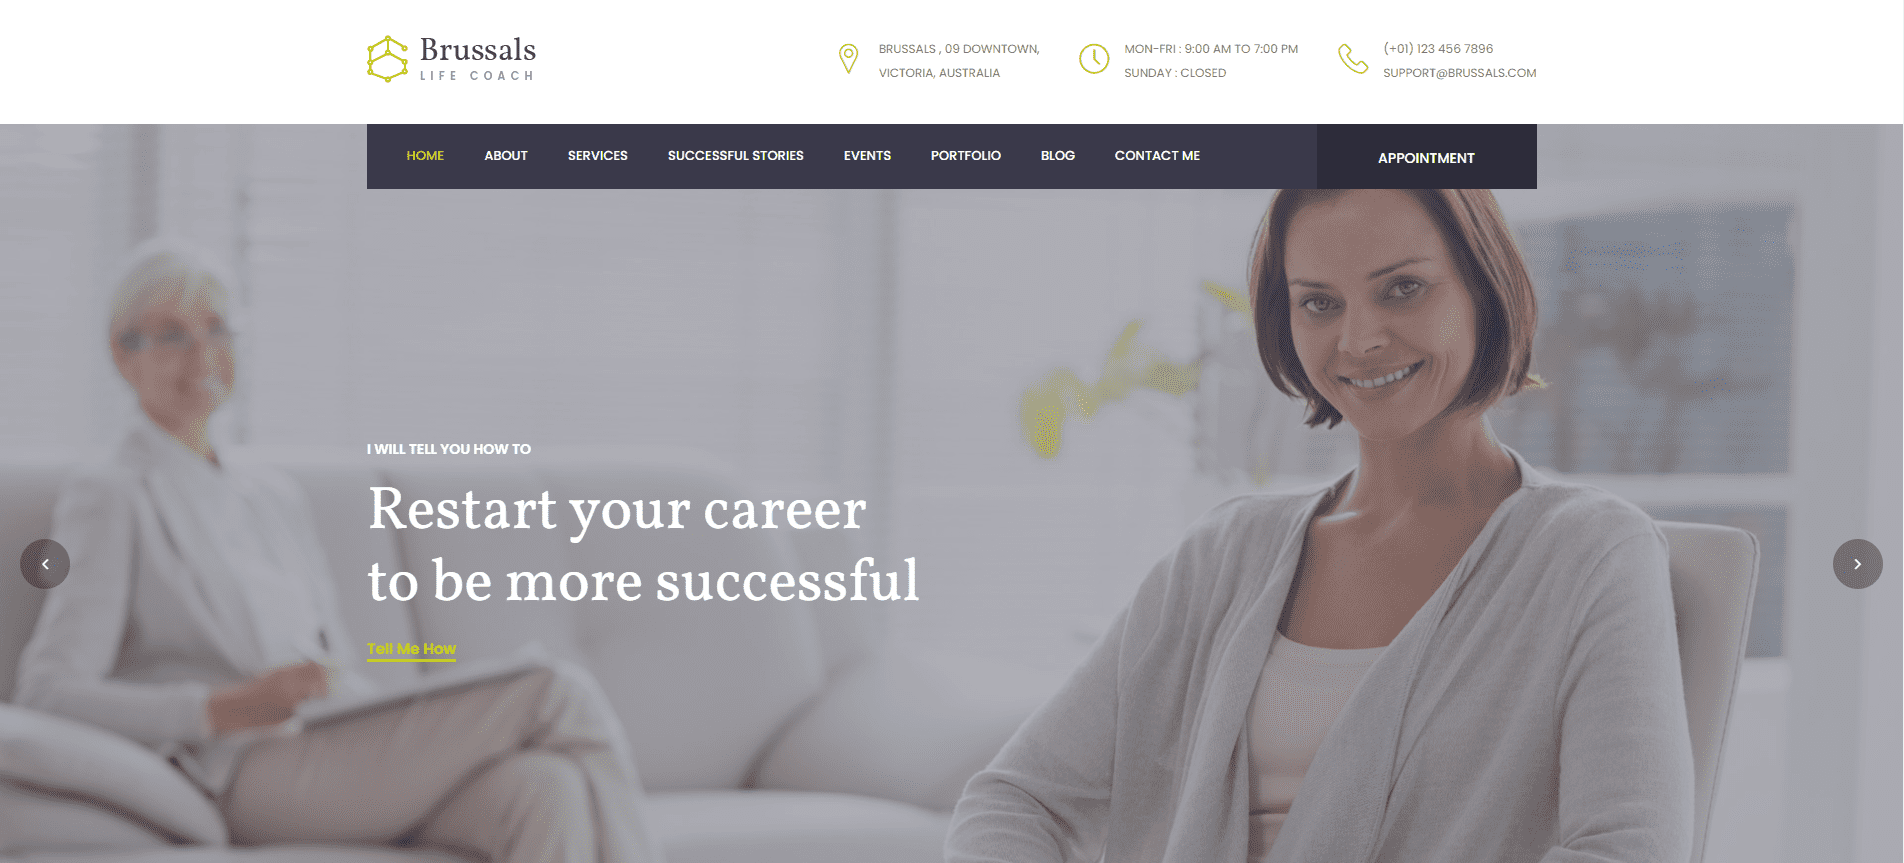 Brussals
LIFE COACH
BRUSSALS , 09 DOWNTOWN,
VICTORIA, AUSTRALIA
MON-FRI : 9:00 AM TO 7:00 PM
SUNDAY : CLOSED
(+01) 123 456 7896
SUPPORT@BRUSSALS.COM
HOME ABOUT SERVICES SUCCESSFUL STORIES EVENTS PORTFOLIO BLOG CONTACT ME APPOINTMENT
I WILL TELL YOU HOW TO
Restart your career
to be more successful
Tell Me How